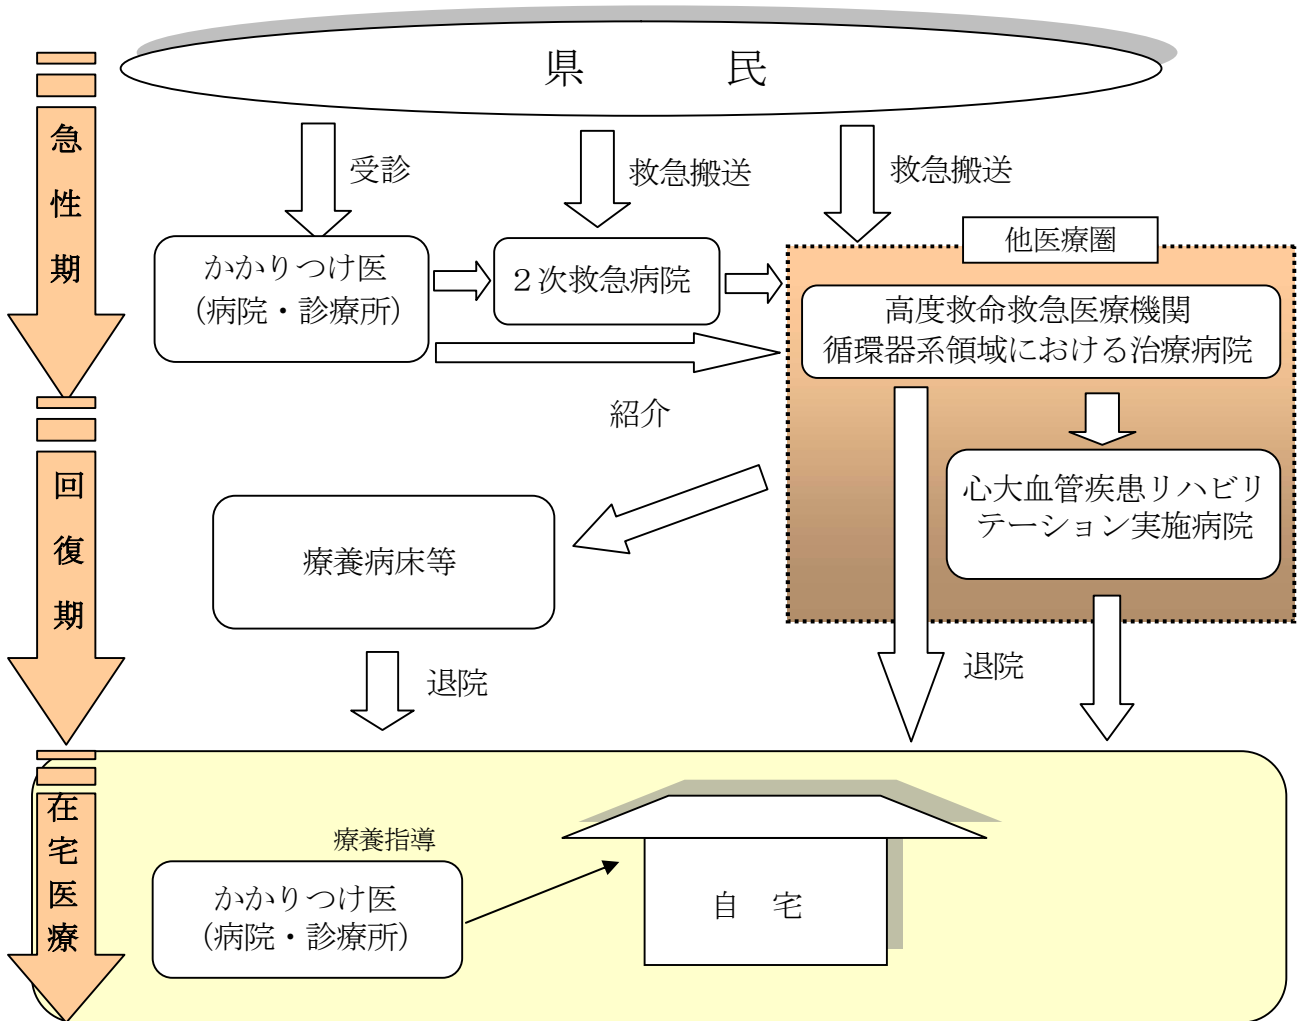 県　民
急性期
受診
救急搬送
救急搬送
他医療圏
かかりつけ医
（病院・診療所）
２次救急病院
高度救命救急医療機関
循環器系領域における治療病院
紹介
回復期
心大血管疾患リハビリ
テーション実施病院
療養病床等
退院
退院
在宅医療
療養指導
かかりつけ医
（病院・診療所）
自　宅